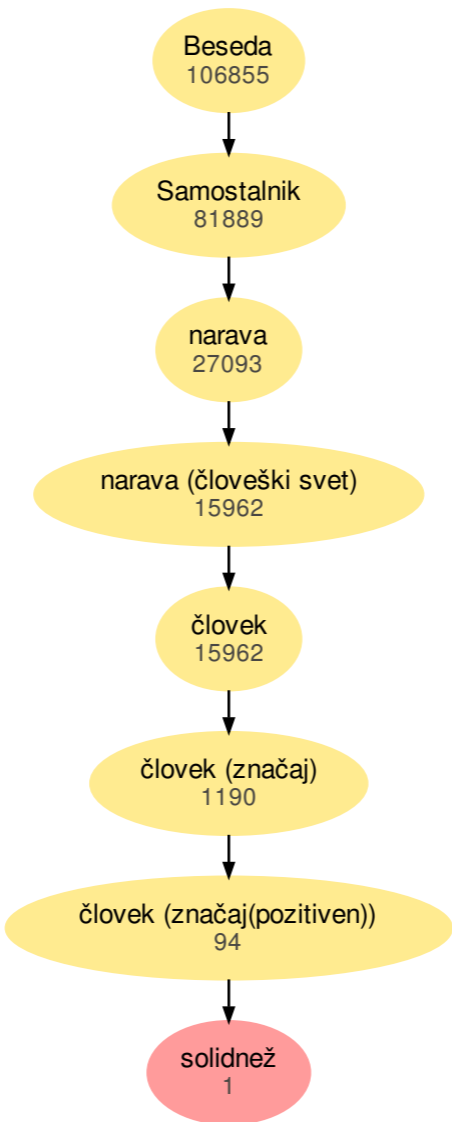 Beseda
106855
Samostalnik
81889
narava
27093
narava (človeški svet)
15962
človek
15962
človek (značaj)
1190
človek (značaj(pozitiven))
94
solidnež
1